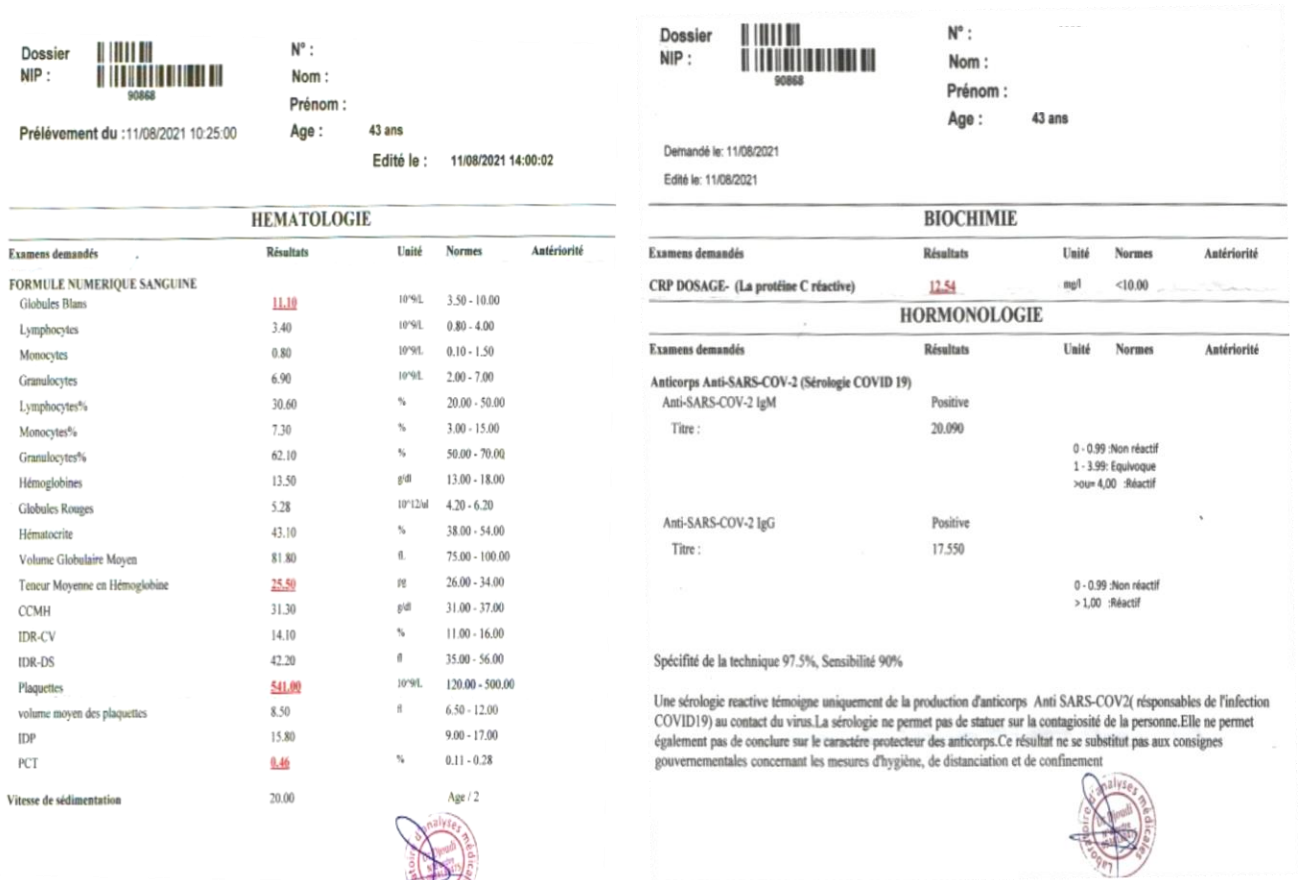 Dossier
NIP :
90868
N° :
Nom :
Prénom :
Prélévement du :11/08/2021 10:25:00
Age : 43 ans
Edité le : 11/08/2021 14:00:02
HEMATOLOGIE
Examens demandés Résultats Unité Normes Antériorité
FORMULE NUMERIQUE SANGUINE
Globules Blans 11.10 10^9/L 3.50 - 10.00
Lymphocytes 3.40 10^9/L 0.80 - 4.00
Monocytes 0.80 10^9/L 0.10 - 1.50
Granulocytes 6.90 10^9/L 2.00 - 7.00
Lymphocytes% 30.60 % 20.00 - 50.00
Monocytes% 7.30 % 3.00 - 15.00
Granulocytes% 62.10 % 50.00 - 70.00
Hémoglobines 13.50 g/dl 13.00 - 18.00
Globules Rouges 5.28 10^12/ul 4.20 - 6.20
Hématocrite 43.10 % 38.00 - 54.00
Volume Globulaire Moyen 81.80 fl. 75.00 - 100.00
Teneur Moyenne en Hémoglobine 25.50 pg 26.00 - 34.00
CCMH 31.30 g/dl 31.00 - 37.00
IDR-CV 14.10 % 11.00 - 16.00
IDR-DS 42.20 fl 35.00 - 56.00
Plaquettes 541.00 10^9/L 120.00 - 500.00
volume moyen des plaquettes 8.50 fl 6.50 - 12.00
IDP 15.80 9.00 - 17.00
PCT 0.46 % 0.11 - 0.28
Vitesse de sédimentation 20.00 Age / 2
Dossier
NIP :
90868
N° :
Nom :
Prénom :
Age : 43 ans
Demandé le: 11/08/2021
Edité le: 11/08/2021
BIOCHIMIE
Examens demandés Résultats Unité Normes Antériorité
CRP DOSAGE- (La protéine C réactive) 12.54 mg/l <10.00
HORMONOLOGIE
Examens demandés Résultats Unité Normes Antériorité
Anticorps Anti-SARS-COV-2 (Sérologie COVID 19)
Anti-SARS-COV-2 IgM Positive
Titre : 20.090
0 - 0.99 :Non réactif
1 - 3.99: Equivoque
>ou= 4,00 :Réactif
Anti-SARS-COV-2 IgG Positive
Titre : 17.550
0 - 0.99 :Non réactif
> 1,00 :Réactif
Spécifité de la technique 97.5%, Sensibilité 90%
Une sérologie reactive témoigne uniquement de la production d'anticorps Anti SARS-COV2( résponsables de l'infection
COVID19) au contact du virus.La sérologie ne permet pas de statuer sur la contagiosité de la personne.Elle ne permet
également pas de conclure sur le caractére protecteur des anticorps.Ce résultat ne se substitut pas aux consignes
gouvernementales concernant les mesures d'hygiène, de distanciation et de confinement
Laboratoire d'analyses médicales